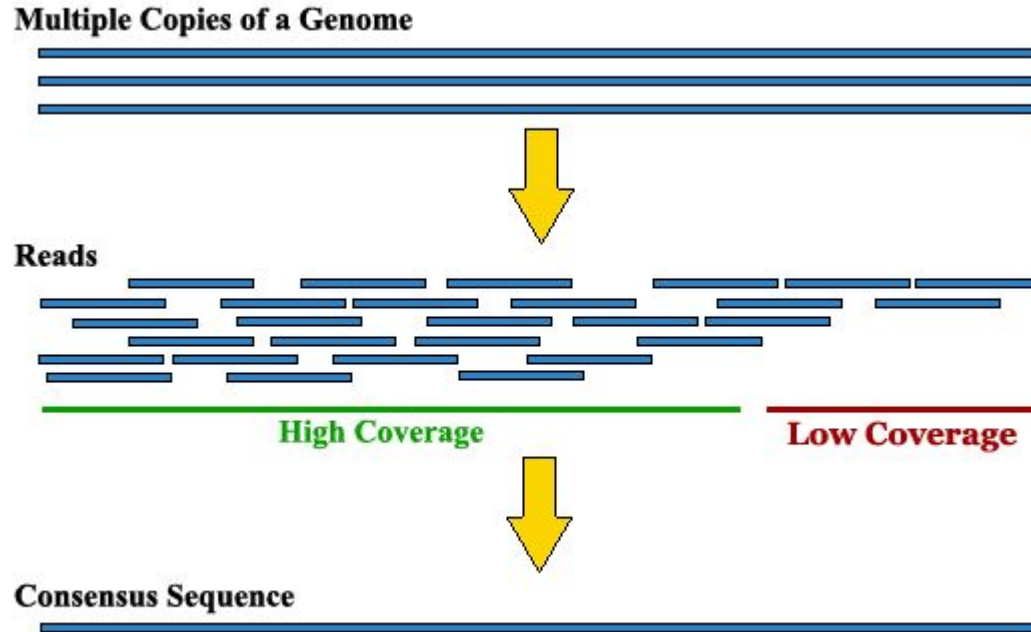 Multiple Copies of a Genome
Reads
High Coverage
Low Coverage
Consensus Sequence